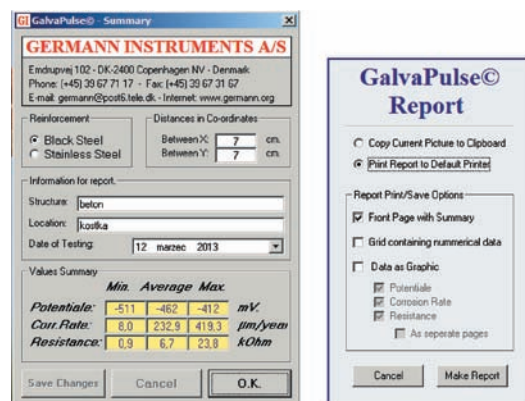 GI GalvaPulse© - Summary
GERMANN INSTRUMENTS A/S
Emdrupvej 102 - DK-2400 Copenhagen NV - Denmark
Phone: (+45) 39 67 71 17 - Fax: (+45) 39 67 31 67
E-mail: germann@post6.tele.dk - Internet: www.germann.org
Reinforcement
Black Steel
Stainless Steel
Distances in Co-ordinates
Between X: 7 cm.
Between Y: 7 cm.
Information for report.
Structure: beton
Location: kostka
Date of Testing: 12 marzec 2013
Values Summary
Min. Average Max.
Potentiale: -511 -462 -412 mV.
Corr.Rate: 8,0 232,9 419,3 µm/year
Resistance: 0,9 6,7 23,8 kOhm
Save Changes Cancel O.K.
GalvaPulse©
Report
Copy Current Picture to Clipboard
Print Report to Default Printer
Report Print/Save Options
Front Page with Summary
Grid containing nummerical data
Data as Graphic
Potentiale
Corrosion Rate
Resistance
As seperate pages
Cancel Make Report